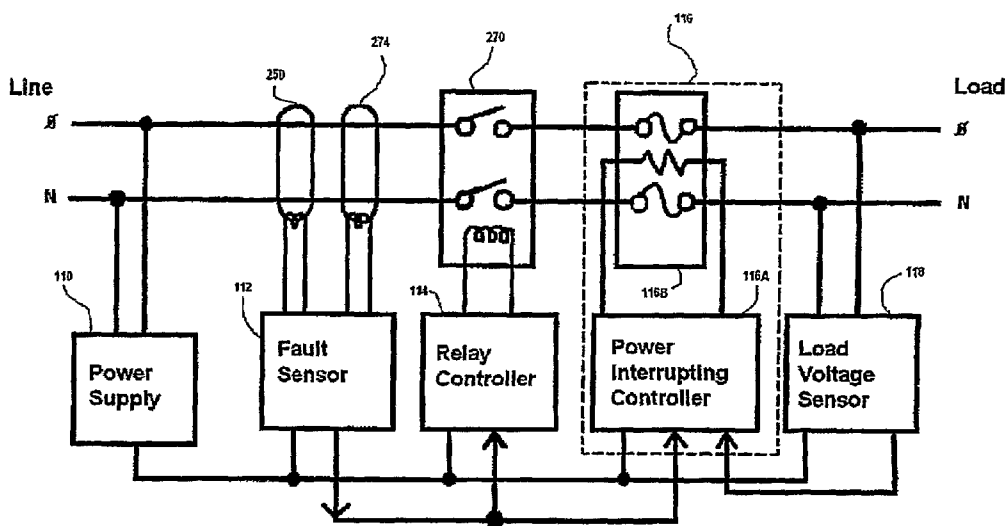 116
270
274
250
Line
Load
ø
ø
N
N
110
112
114
116B
116A
118
Power
Supply
Fault
Sensor
Relay
Controller
Power
Interrupting
Controller
Load
Voltage
Sensor